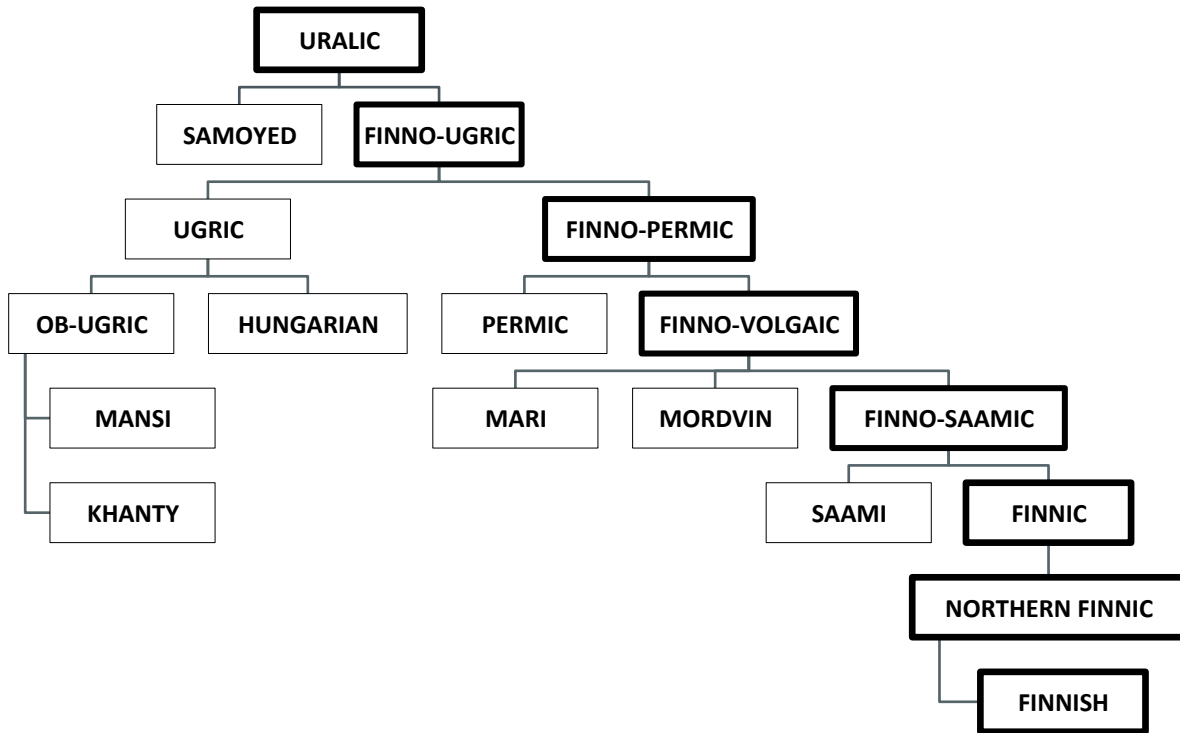 URALIC
SAMOYED
FINNO-UGRIC
UGRIC
FINNO-PERMIC
OB-UGRIC
HUNGARIAN
PERMIC
FINNO-VOLGAIC
MANSI
MARI
MORDVIN
FINNO-SAAMIC
KHANTY
SAAMI
FINNIC
NORTHERN FINNIC
FINNISH